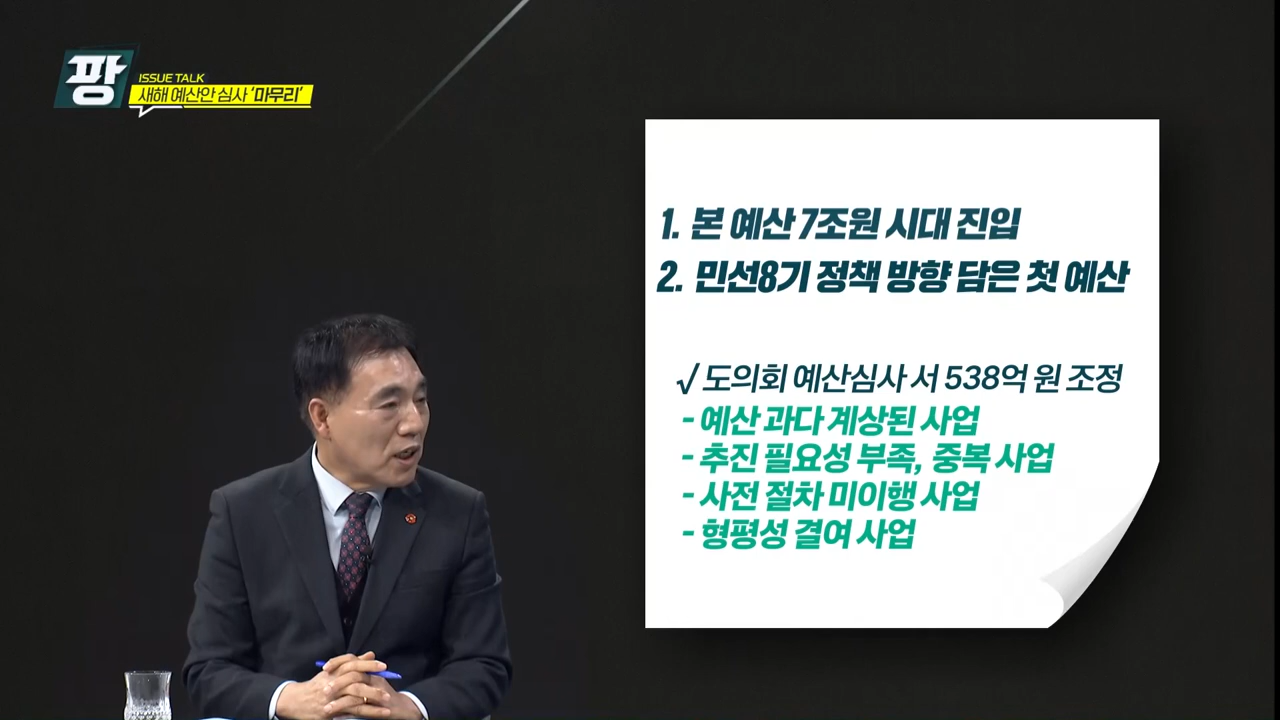 팡
ISSUE TALK
새해 예산안 심사 ‘마무리’
1. 본 예산 7조원 시대 진입
2. 민선8기 정책 방향 담은 첫 예산
√ 도의회 예산심사 서 538억 원 조정
- 예산 과다 계상된 사업
- 추진 필요성 부족, 중복 사업
- 사전 절차 미이행 사업
- 형평성 결여 사업